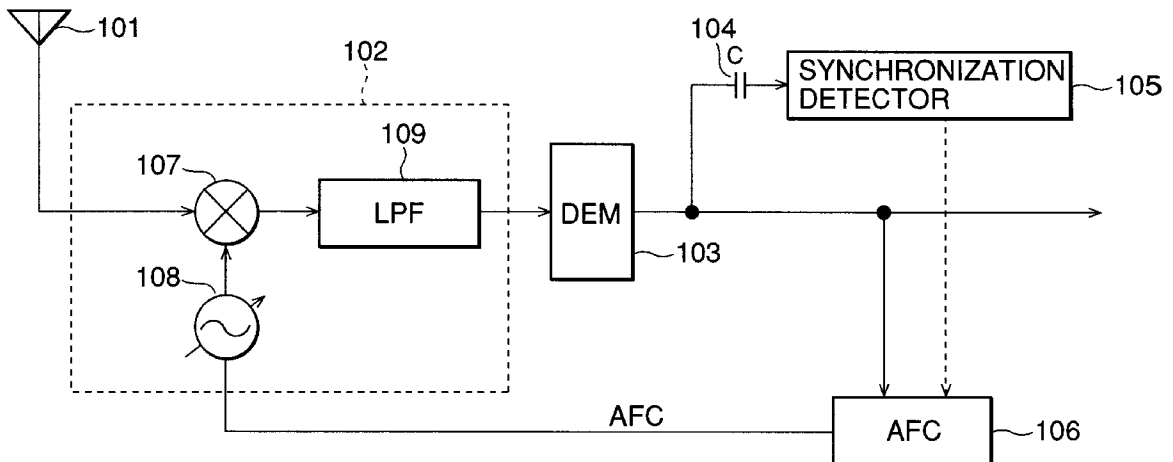 101
102
104
C
SYNCHRONIZATION
DETECTOR
105
107
109
LPF
DEM
103
108
AFC
AFC
106